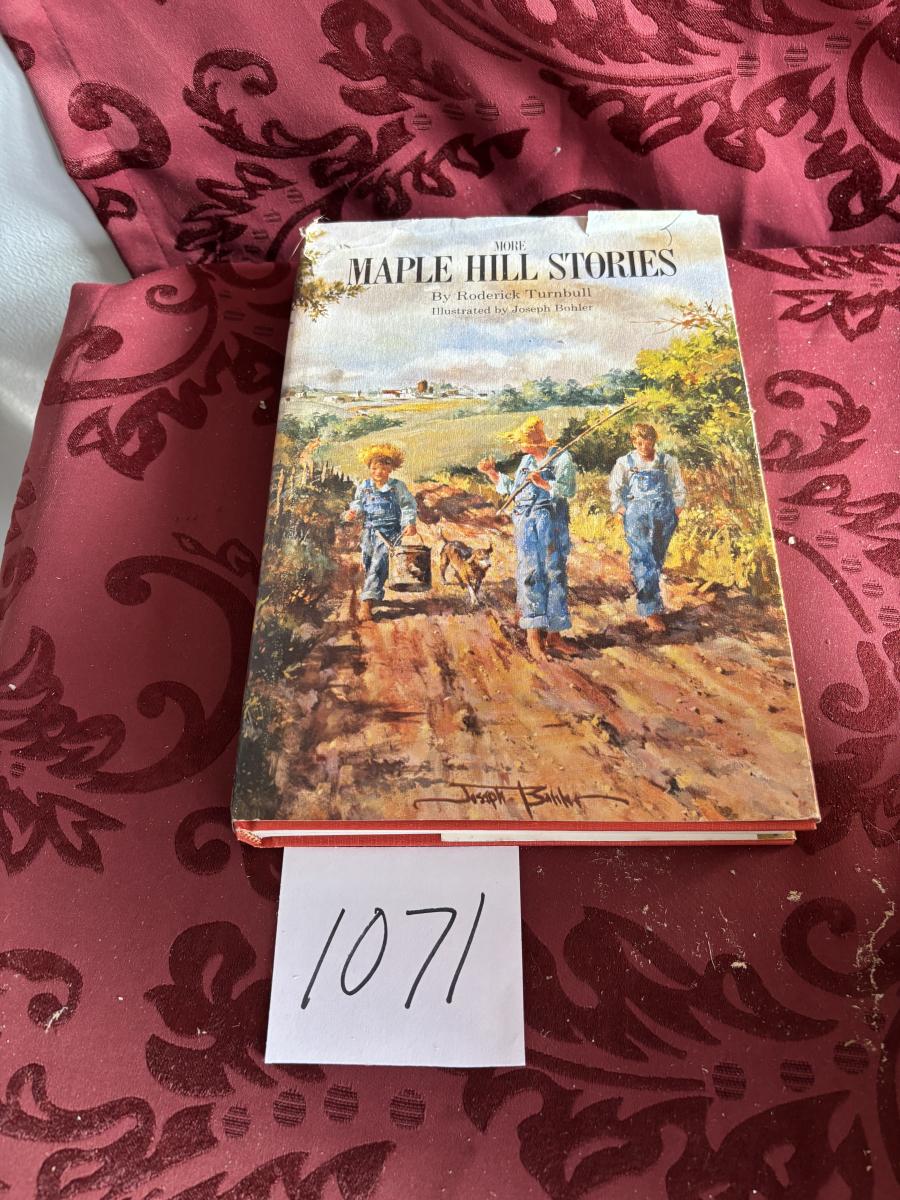 MORE
MAPLE HILL STORIES
By Roderick Turnbull
Illustrated by Joseph Bohler
Joseph Bohler
1071